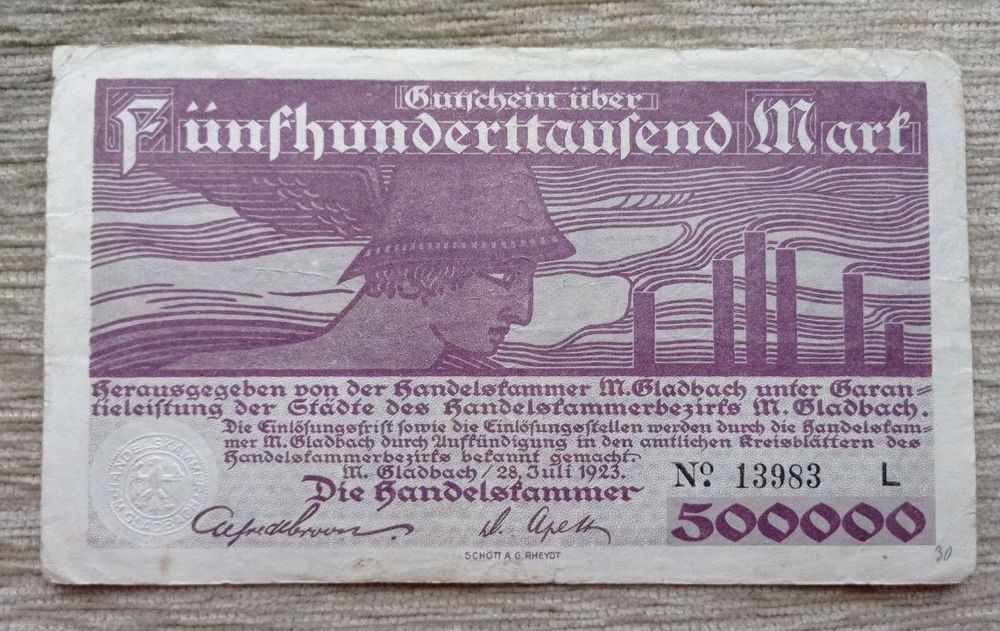 Gutschein über
Fünfhunderttausend Mark
Herausgegeben von der Handelskammer M. Gladbach unter Garan=
tieleistung der Städte des Handelskammerbezirks M. Gladbach.
Die Einlösungsfrist sowie die Einlösungsstellen werden durch die Handelskam=
mer M. Gladbach durch Aufkündigung in den amtlichen Kreisblättern des
Handelskammerbezirks bekannt gemacht.
M. Gladbach / 28. Juli 1923.
Die Handelskammer
No. 13983 L
500000
SCHÖTT A.G. RHEYDT
30